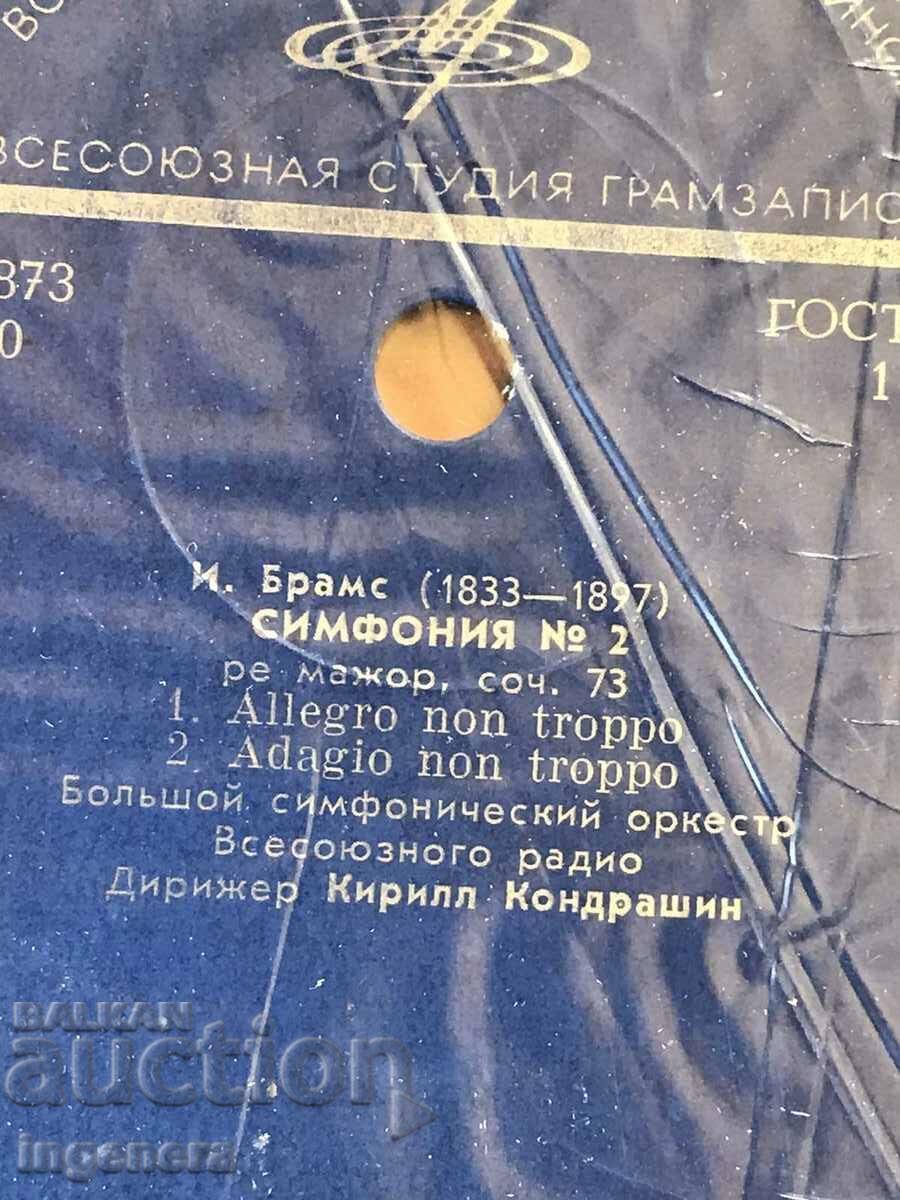 ВСЕСОЮЗНАЯ СТУДИЯ ГРАМЗАПИС
873
0
ГОСТ
1
И. Брамс (1833—1897)
СИМФОНИЯ № 2
ре мажор, соч. 73
1. Allegro non troppo
2. Adagio non troppo
Большой симфонический оркестр
Всесоюзного радио
Дирижер Кирилл Кондрашин
BALKAN
auction
ingenera